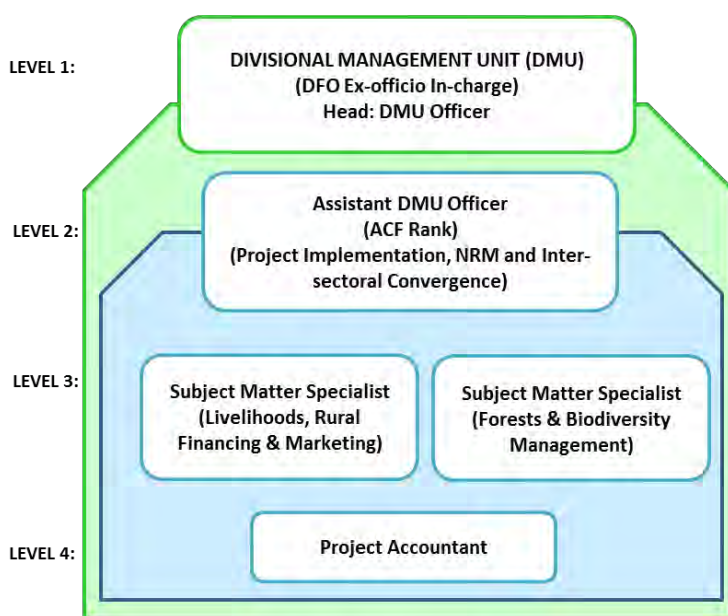 LEVEL 1:
DIVISIONAL MANAGEMENT UNIT (DMU)
(DFO Ex-officio In-charge)
Head: DMU Officer
LEVEL 2:
Assistant DMU Officer
(ACF Rank)
(Project Implementation, NRM and Inter-
sectoral Convergence)
LEVEL 3:
Subject Matter Specialist
(Livelihoods, Rural
Financing & Marketing)
Subject Matter Specialist
(Forests & Biodiversity
Management)
LEVEL 4:
Project Accountant